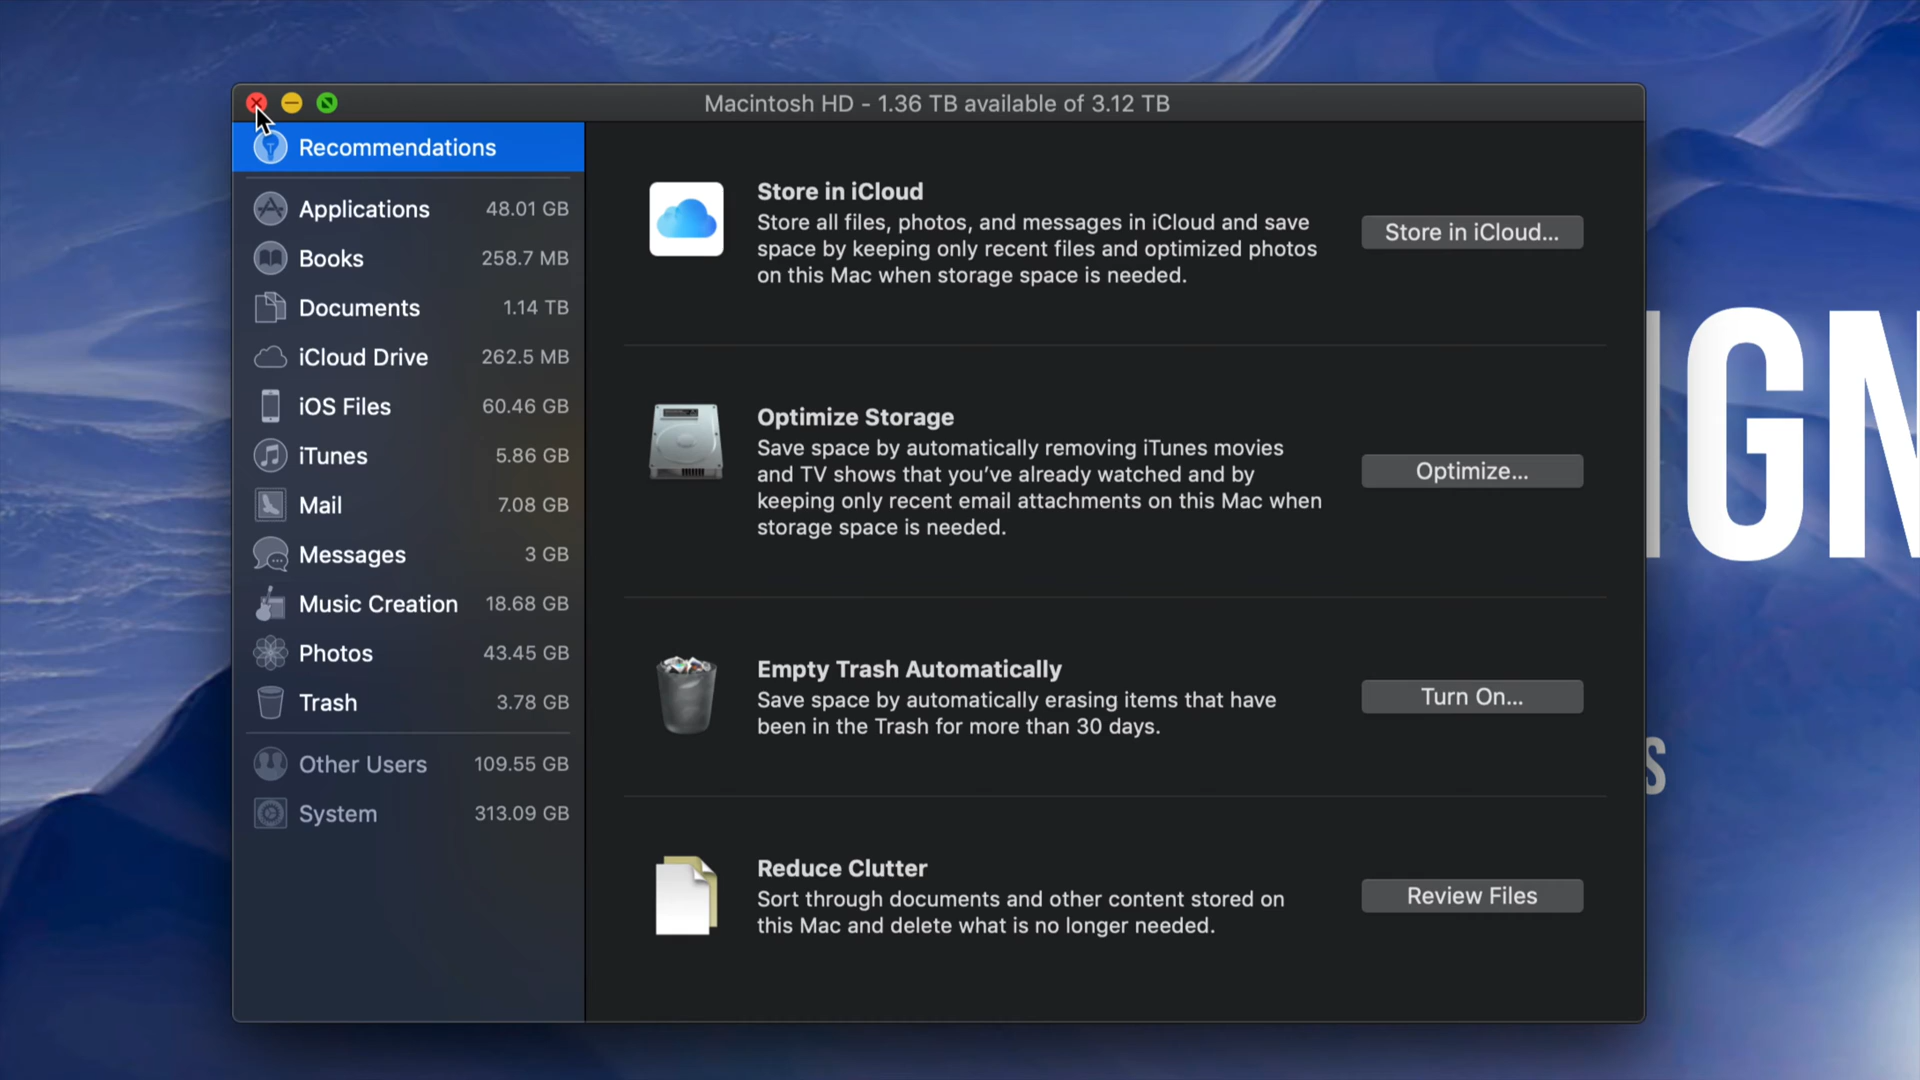 Macintosh HD - 1.36 TB available of 3.12 TB
Recommendations
Applications 48.01 GB
Books 258.7 MB
Documents 1.14 TB
iCloud Drive 262.5 MB
iOS Files 60.46 GB
iTunes 5.86 GB
Mail 7.08 GB
Messages 3 GB
Music Creation 18.68 GB
Photos 43.45 GB
Trash 3.78 GB
Other Users 109.55 GB
System 313.09 GB
Store in iCloud
Store all files, photos, and messages in iCloud and save
space by keeping only recent files and optimized photos
on this Mac when storage space is needed.
Store in iCloud...
Optimize Storage
Save space by automatically removing iTunes movies
and TV shows that you’ve already watched and by
keeping only recent email attachments on this Mac when
storage space is needed.
Optimize...
Empty Trash Automatically
Save space by automatically erasing items that have
been in the Trash for more than 30 days.
Turn On...
Reduce Clutter
Sort through documents and other content stored on
this Mac and delete what is no longer needed.
Review Files
IGN
S